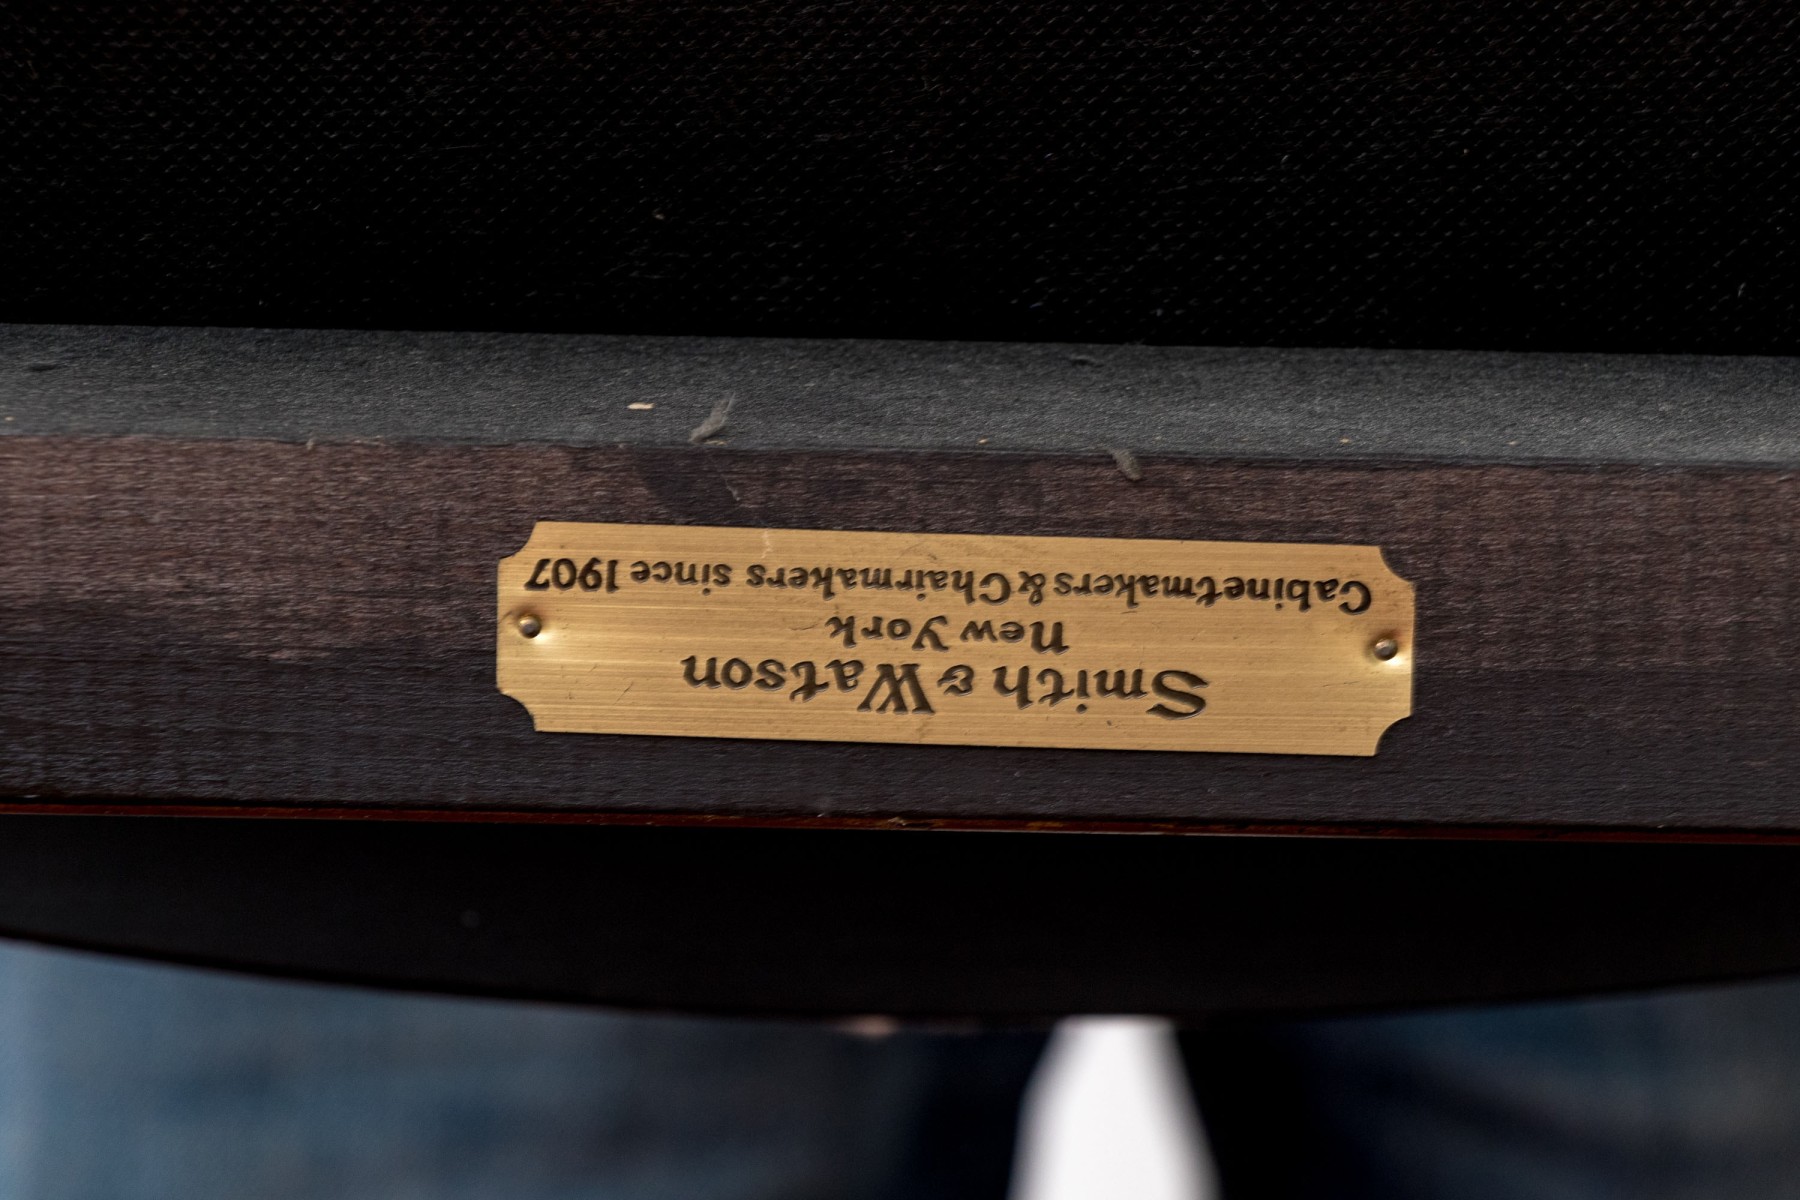 Smith & Watson
New York
Cabinetmakers & Chairmakers since 1907